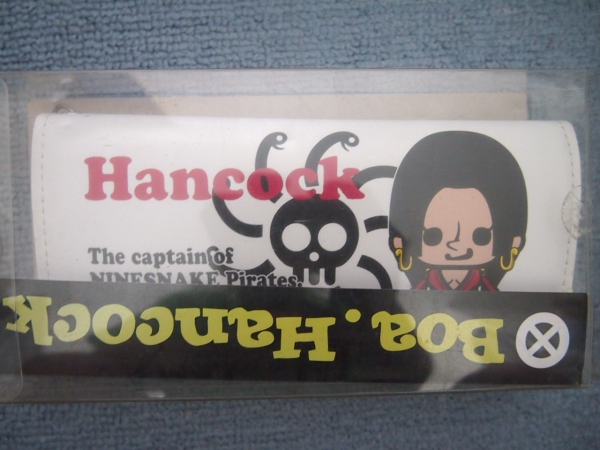 Hancock
The captain of
NINESNAKE Pirates.
Boa.Hancock